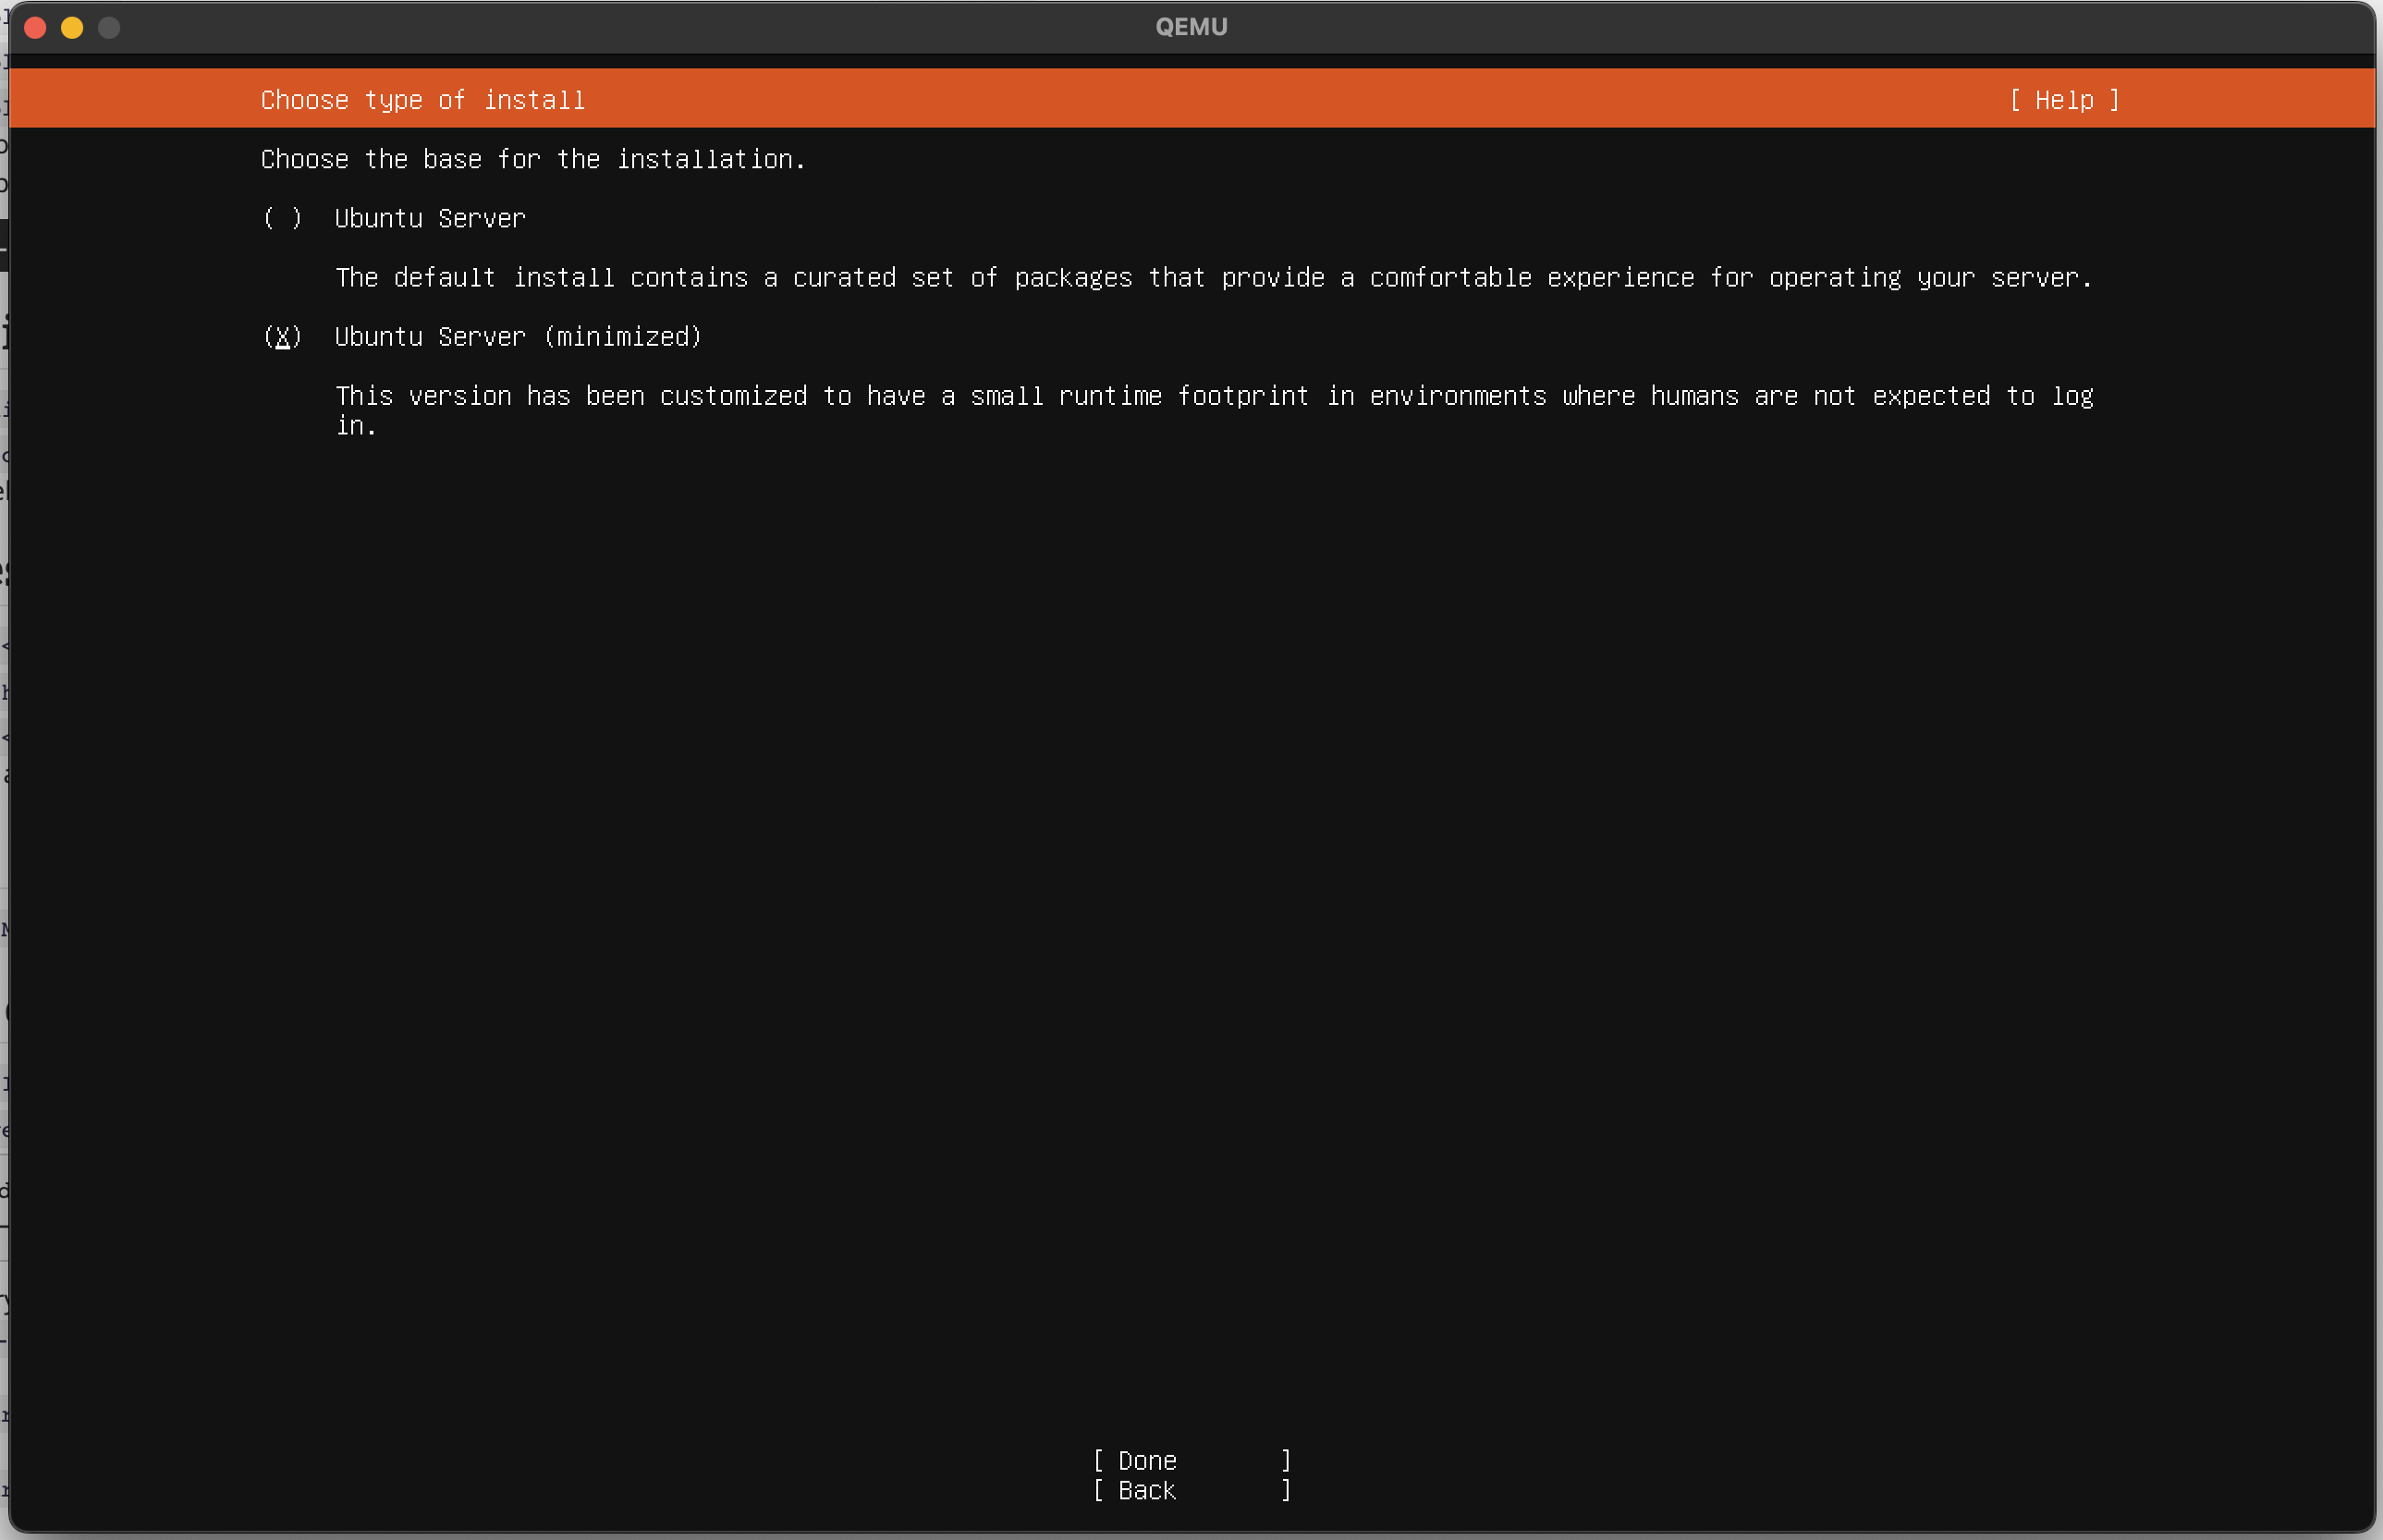 QEMU
Choose type of install [ Help ]
Choose the base for the installation.
( ) Ubuntu Server
The default install contains a curated set of packages that provide a comfortable experience for operating your server.
(X) Ubuntu Server (minimized)
This version has been customized to have a small runtime footprint in environments where humans are not expected to log
in.
[ Done ]
[ Back ]